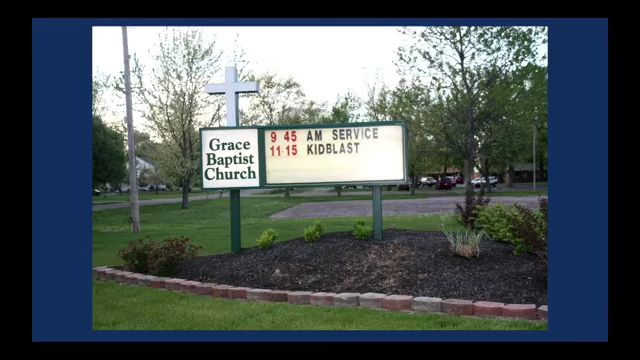 Grace
Baptist
Church
9 45 AM SERVICE
11·15 KIDBLAST